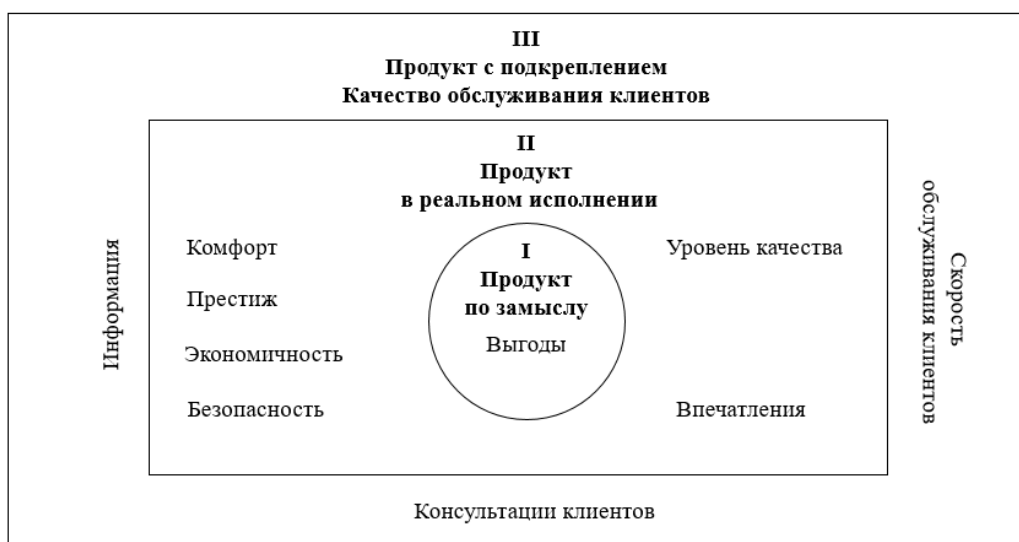 III
Продукт с подкреплением
Качество обслуживания клиентов
II
Продукт
в реальном исполнении
Комфорт
Престиж
Экономичность
Безопасность
I
Продукт
по замыслу
Выгоды
Уровень качества
Впечатления
Информация
Скорость
обслуживания клиентов
Консультации клиентов